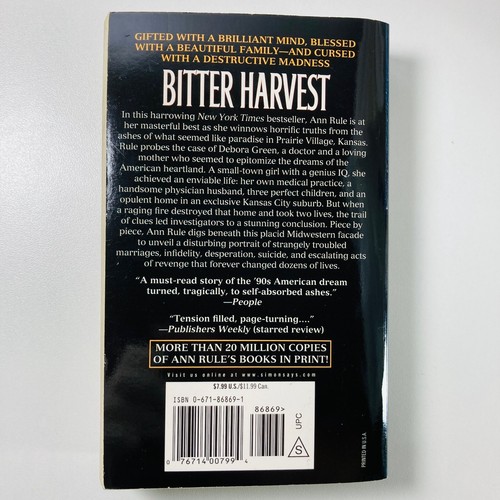 GIFTED WITH A BRILLIANT MIND, BLESSED
WITH A BEAUTIFUL FAMILY—AND CURSED
WITH A DESTRUCTIVE MADNESS
BITTER HARVEST
In this harrowing New York Times bestseller, Ann Rule is at
her masterful best as she winnows horrific truths from the
ashes of what seemed like paradise in Prairie Village, Kansas.
Rule probes the case of Debora Green, a doctor and a loving
mother who seemed to epitomize the dreams of the
American heartland. A small-town girl with a genius IQ, she
achieved an enviable life: her own medical practice, a
handsome physician husband, three perfect children, and an
opulent home in an exclusive Kansas City suburb. But when
a raging fire destroyed that home and took two lives, the trail
of clues led investigators to a stunning conclusion. Piece by
piece, Ann Rule digs beneath this placid Midwestern facade
to unveil a disturbing portrait of strangely troubled
marriages, infidelity, desperation, suicide, and escalating acts
of revenge that forever changed dozens of lives.
"A must-read story of the '90s American dream
turned, tragically, to self-absorbed ashes."
—People
"Tension filled, page-turning...."
—Publishers Weekly (starred review)
MORE THAN 20 MILLION COPIES
OF ANN RULE'S BOOKS IN PRINT!
Visit us online at www.simonsays.com
$7.99 U.S./$11.99 Can.
ISBN 0-671-86869-1
86869>
0 76714 00799 4
S
UPC
PRINTED IN U.S.A.